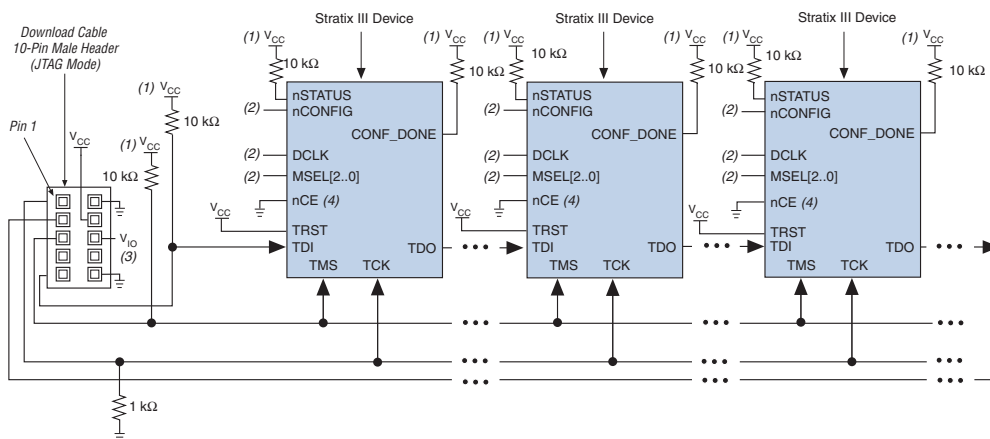 Download Cable
10-Pin Male Header
(JTAG Mode)
Pin 1
(1) VCC
10 kΩ
(1) VCC
10 kΩ
VCC
VIO
(3)
1 kΩ
Stratix III Device
(1) VCC
10 kΩ
(1) VCC
10 kΩ
nSTATUS
(2) nCONFIG
CONF_DONE
(2) DCLK
(2) MSEL[2..0]
nCE (4)
VCC
TRST
TDI
TDO
TMS
TCK
Stratix III Device
(1) VCC
10 kΩ
(1) VCC
10 kΩ
nSTATUS
(2) nCONFIG
CONF_DONE
(2) DCLK
(2) MSEL[2..0]
nCE (4)
VCC
TRST
TDI
TDO
TMS
TCK
Stratix III Device
(1) VCC
10 kΩ
(1) VCC
10 kΩ
nSTATUS
(2) nCONFIG
CONF_DONE
(2) DCLK
(2) MSEL[2..0]
nCE (4)
VCC
TRST
TDI
TDO
TMS
TCK